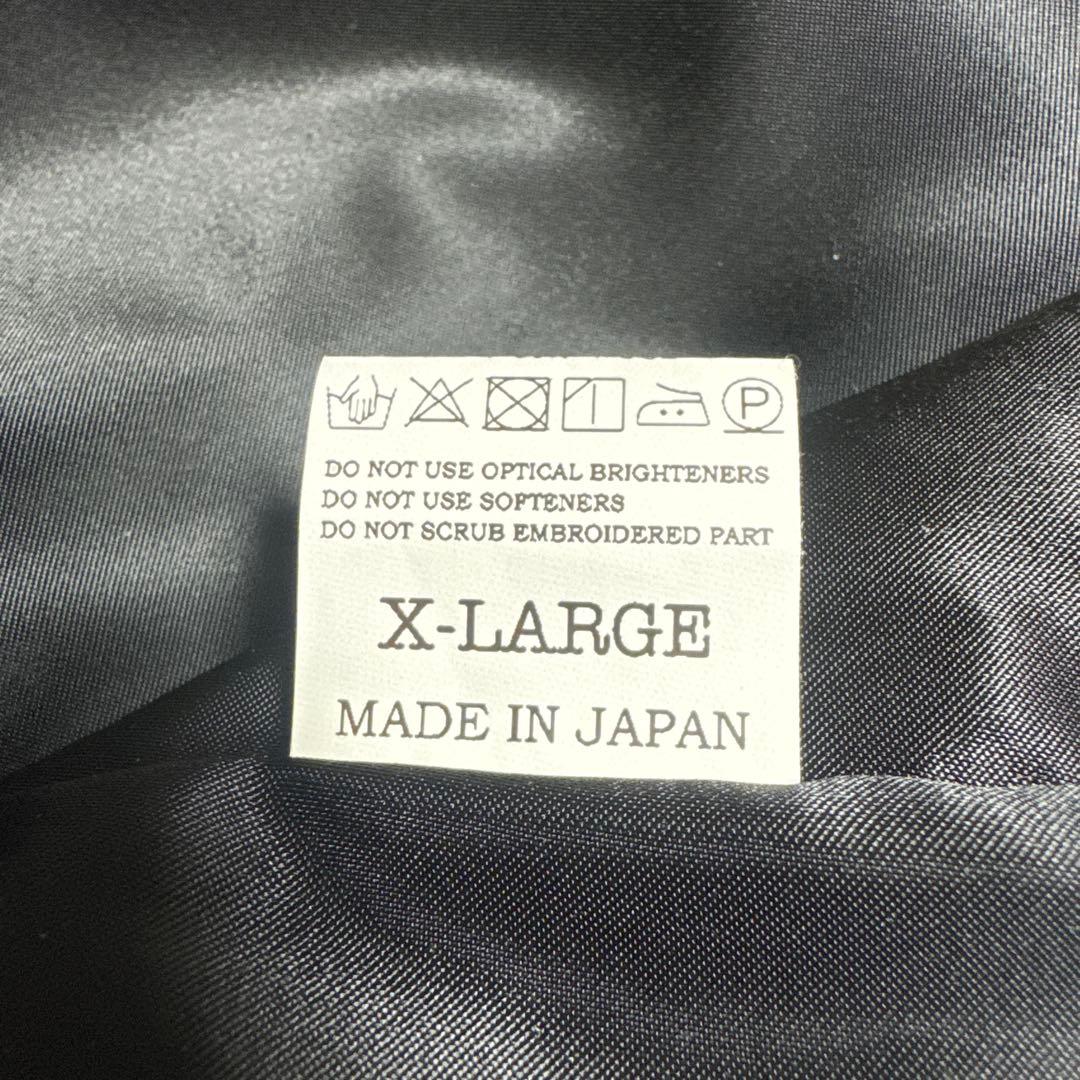 P
DO NOT USE OPTICAL BRIGHTENERS
DO NOT USE SOFTENERS
DO NOT SCRUB EMBROIDERED PART
X-LARGE
MADE IN JAPAN